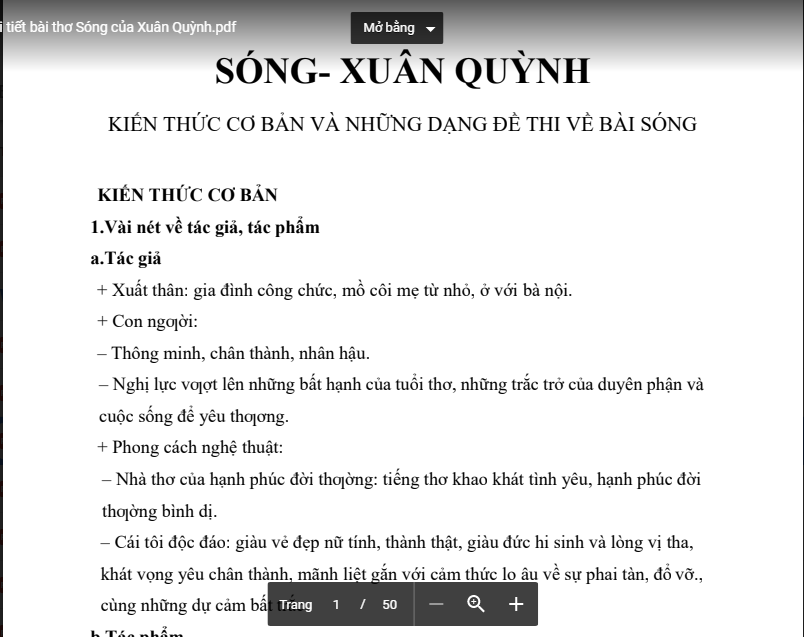 i tiết bài thơ Sóng của Xuân Quỳnh.pdf
Mở bằng
SÓNG- XUÂN QUỲNH
KIẾN THỨC CƠ BẢN VÀ NHỮNG DẠNG ĐỀ THI VỀ BÀI SÓNG
KIẾN THỨC CƠ BẢN
1.Vài nét về tác giả, tác phẩm
a.Tác giả
+ Xuất thân: gia đình công chức, mồ côi mẹ từ nhỏ, ở với bà nội.
+ Con ngƣời:
– Thông minh, chân thành, nhân hậu.
– Nghị lực vƣợt lên những bất hạnh của tuổi thơ, những trắc trở của duyên phận và
cuộc sống để yêu thƣơng.
+ Phong cách nghệ thuật:
– Nhà thơ của hạnh phúc đời thƣờng: tiếng thơ khao khát tình yêu, hạnh phúc đời
thƣờng bình dị.
– Cái tôi độc đáo: giàu vẻ đẹp nữ tính, thành thật, giàu đức hi sinh và lòng vị tha,
khát vọng yêu chân thành, mãnh liệt gắn với cảm thức lo âu về sự phai tàn, đổ vỡ.,
cùng những dự cảm bất
Trang 1 / 50
b.Tác phẩm